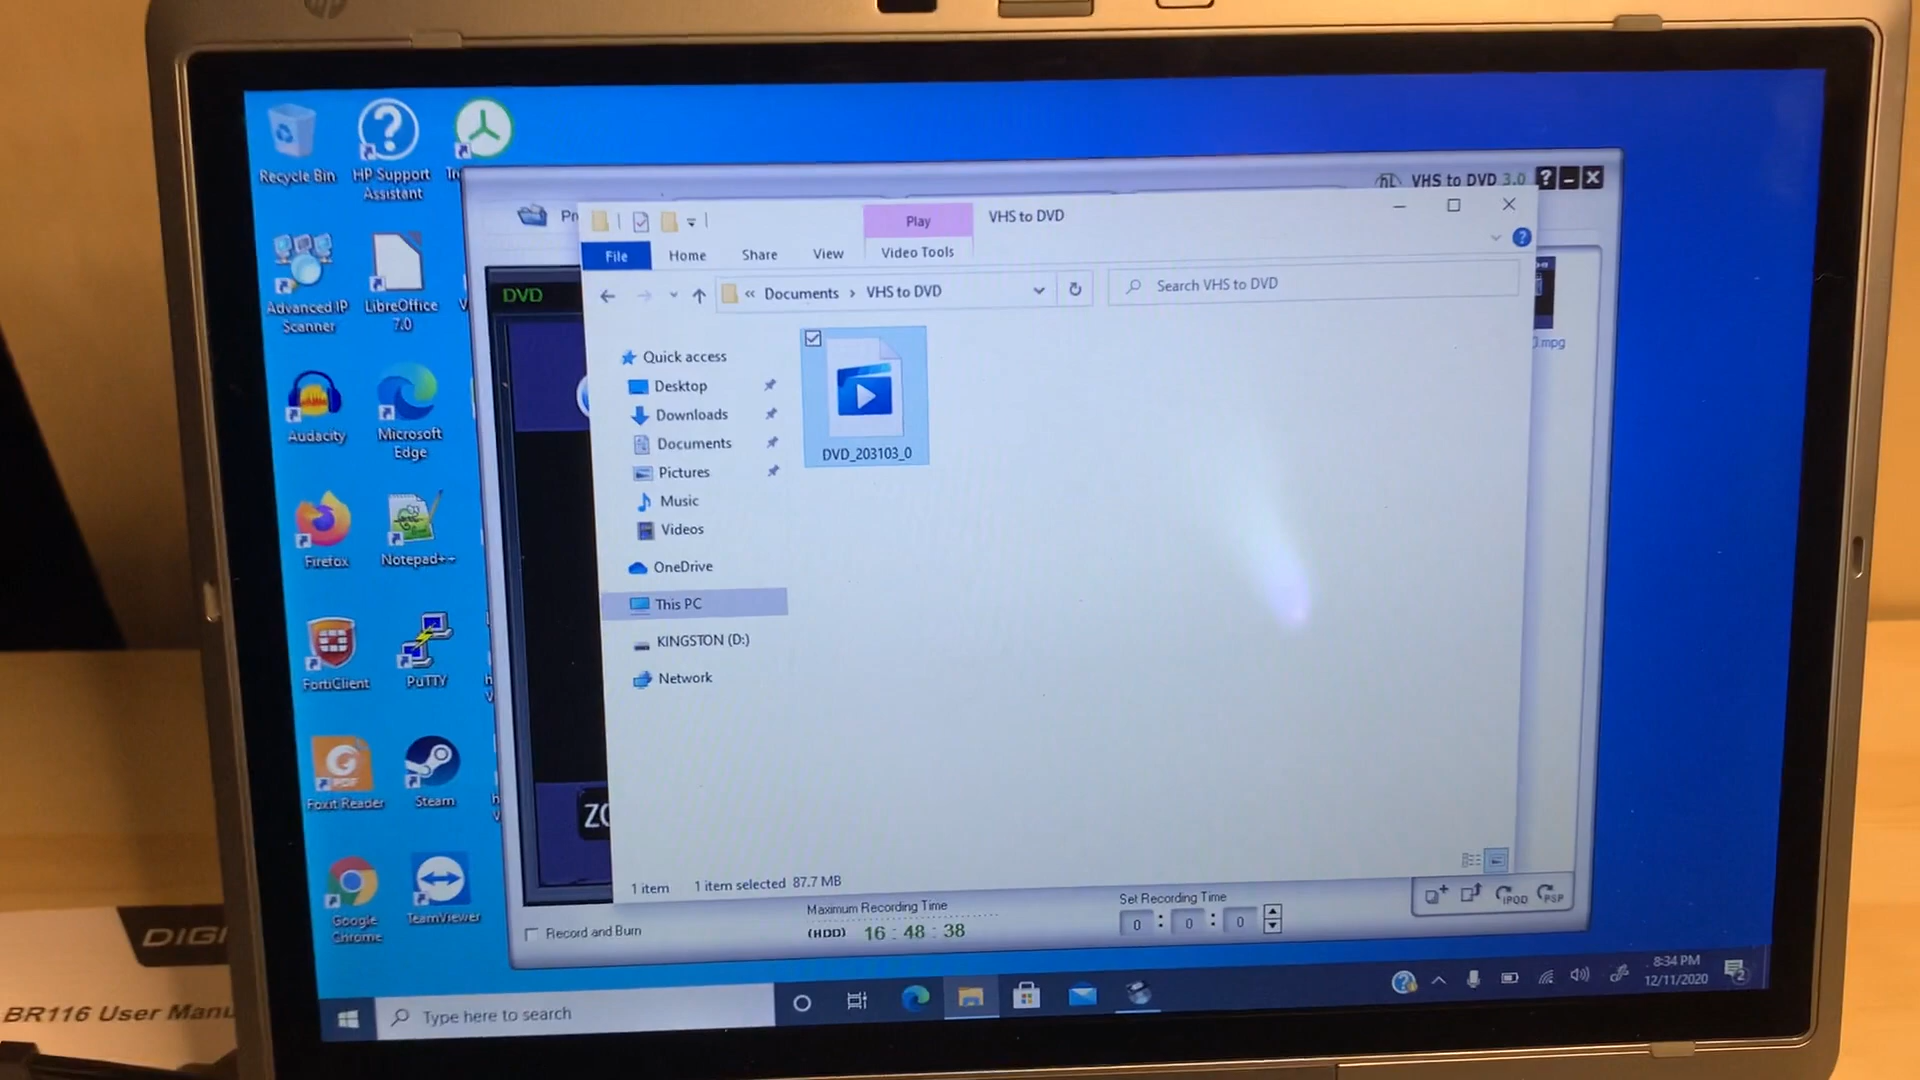 hp
Recycle Bin
HP Support
Assistant
Advanced IP
Scanner
LibreOffice
7.0
Audacity
Microsoft
Edge
Firefox
Notepad++
FortiClient
PuTTY
Foxit Reader
Steam
Google
Chrome
TeamViewer
VHS to DVD 3.0
DVD
Play
VHS to DVD
File
Home
Share
View
Video Tools
« Documents › VHS to DVD
Search VHS to DVD
Quick access
Desktop
Downloads
Documents
Pictures
Music
Videos
OneDrive
This PC
KINGSTON (D:)
Network
DVD_203103_0
.mpg
1 item
1 item selected 87.7 MB
Record and Burn
Maximum Recording Time
(HDD) 16 : 48 : 38
Set Recording Time
0 : 0 : 0
IPOD
PSP
Type here to search
8:34 PM
12/11/2020
2
DIGI
BR116 User Manu